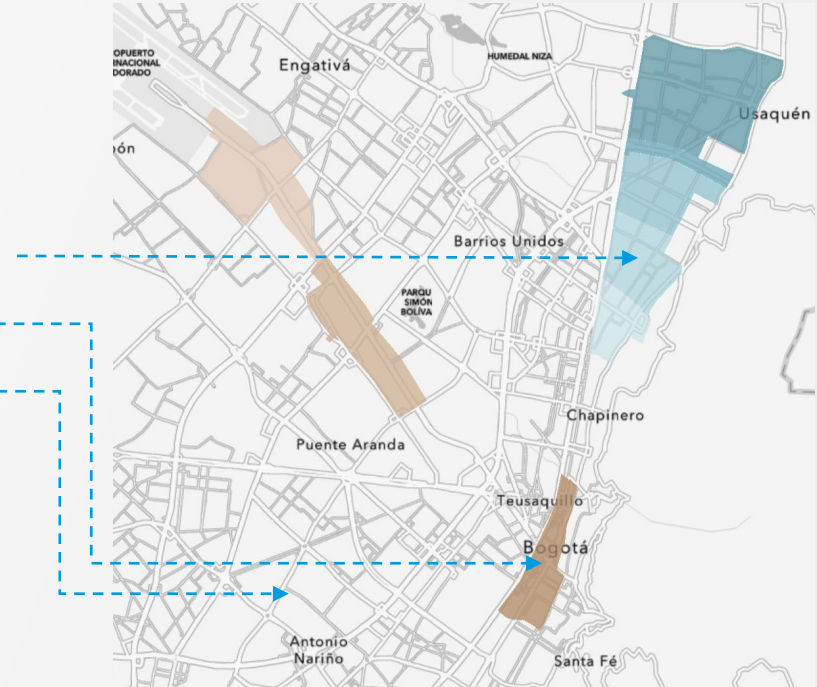 OPUERTO
RNACIONAL
DORADO
Engativá
HUMEDAL NIZA
Usaquén
ón
Barrios Unidos
PARQU
SIMÓN
BOLÍVA
Chapinero
Puente Aranda
Teusaquillo
Bogotá
Antonio
Nariño
Santa Fé